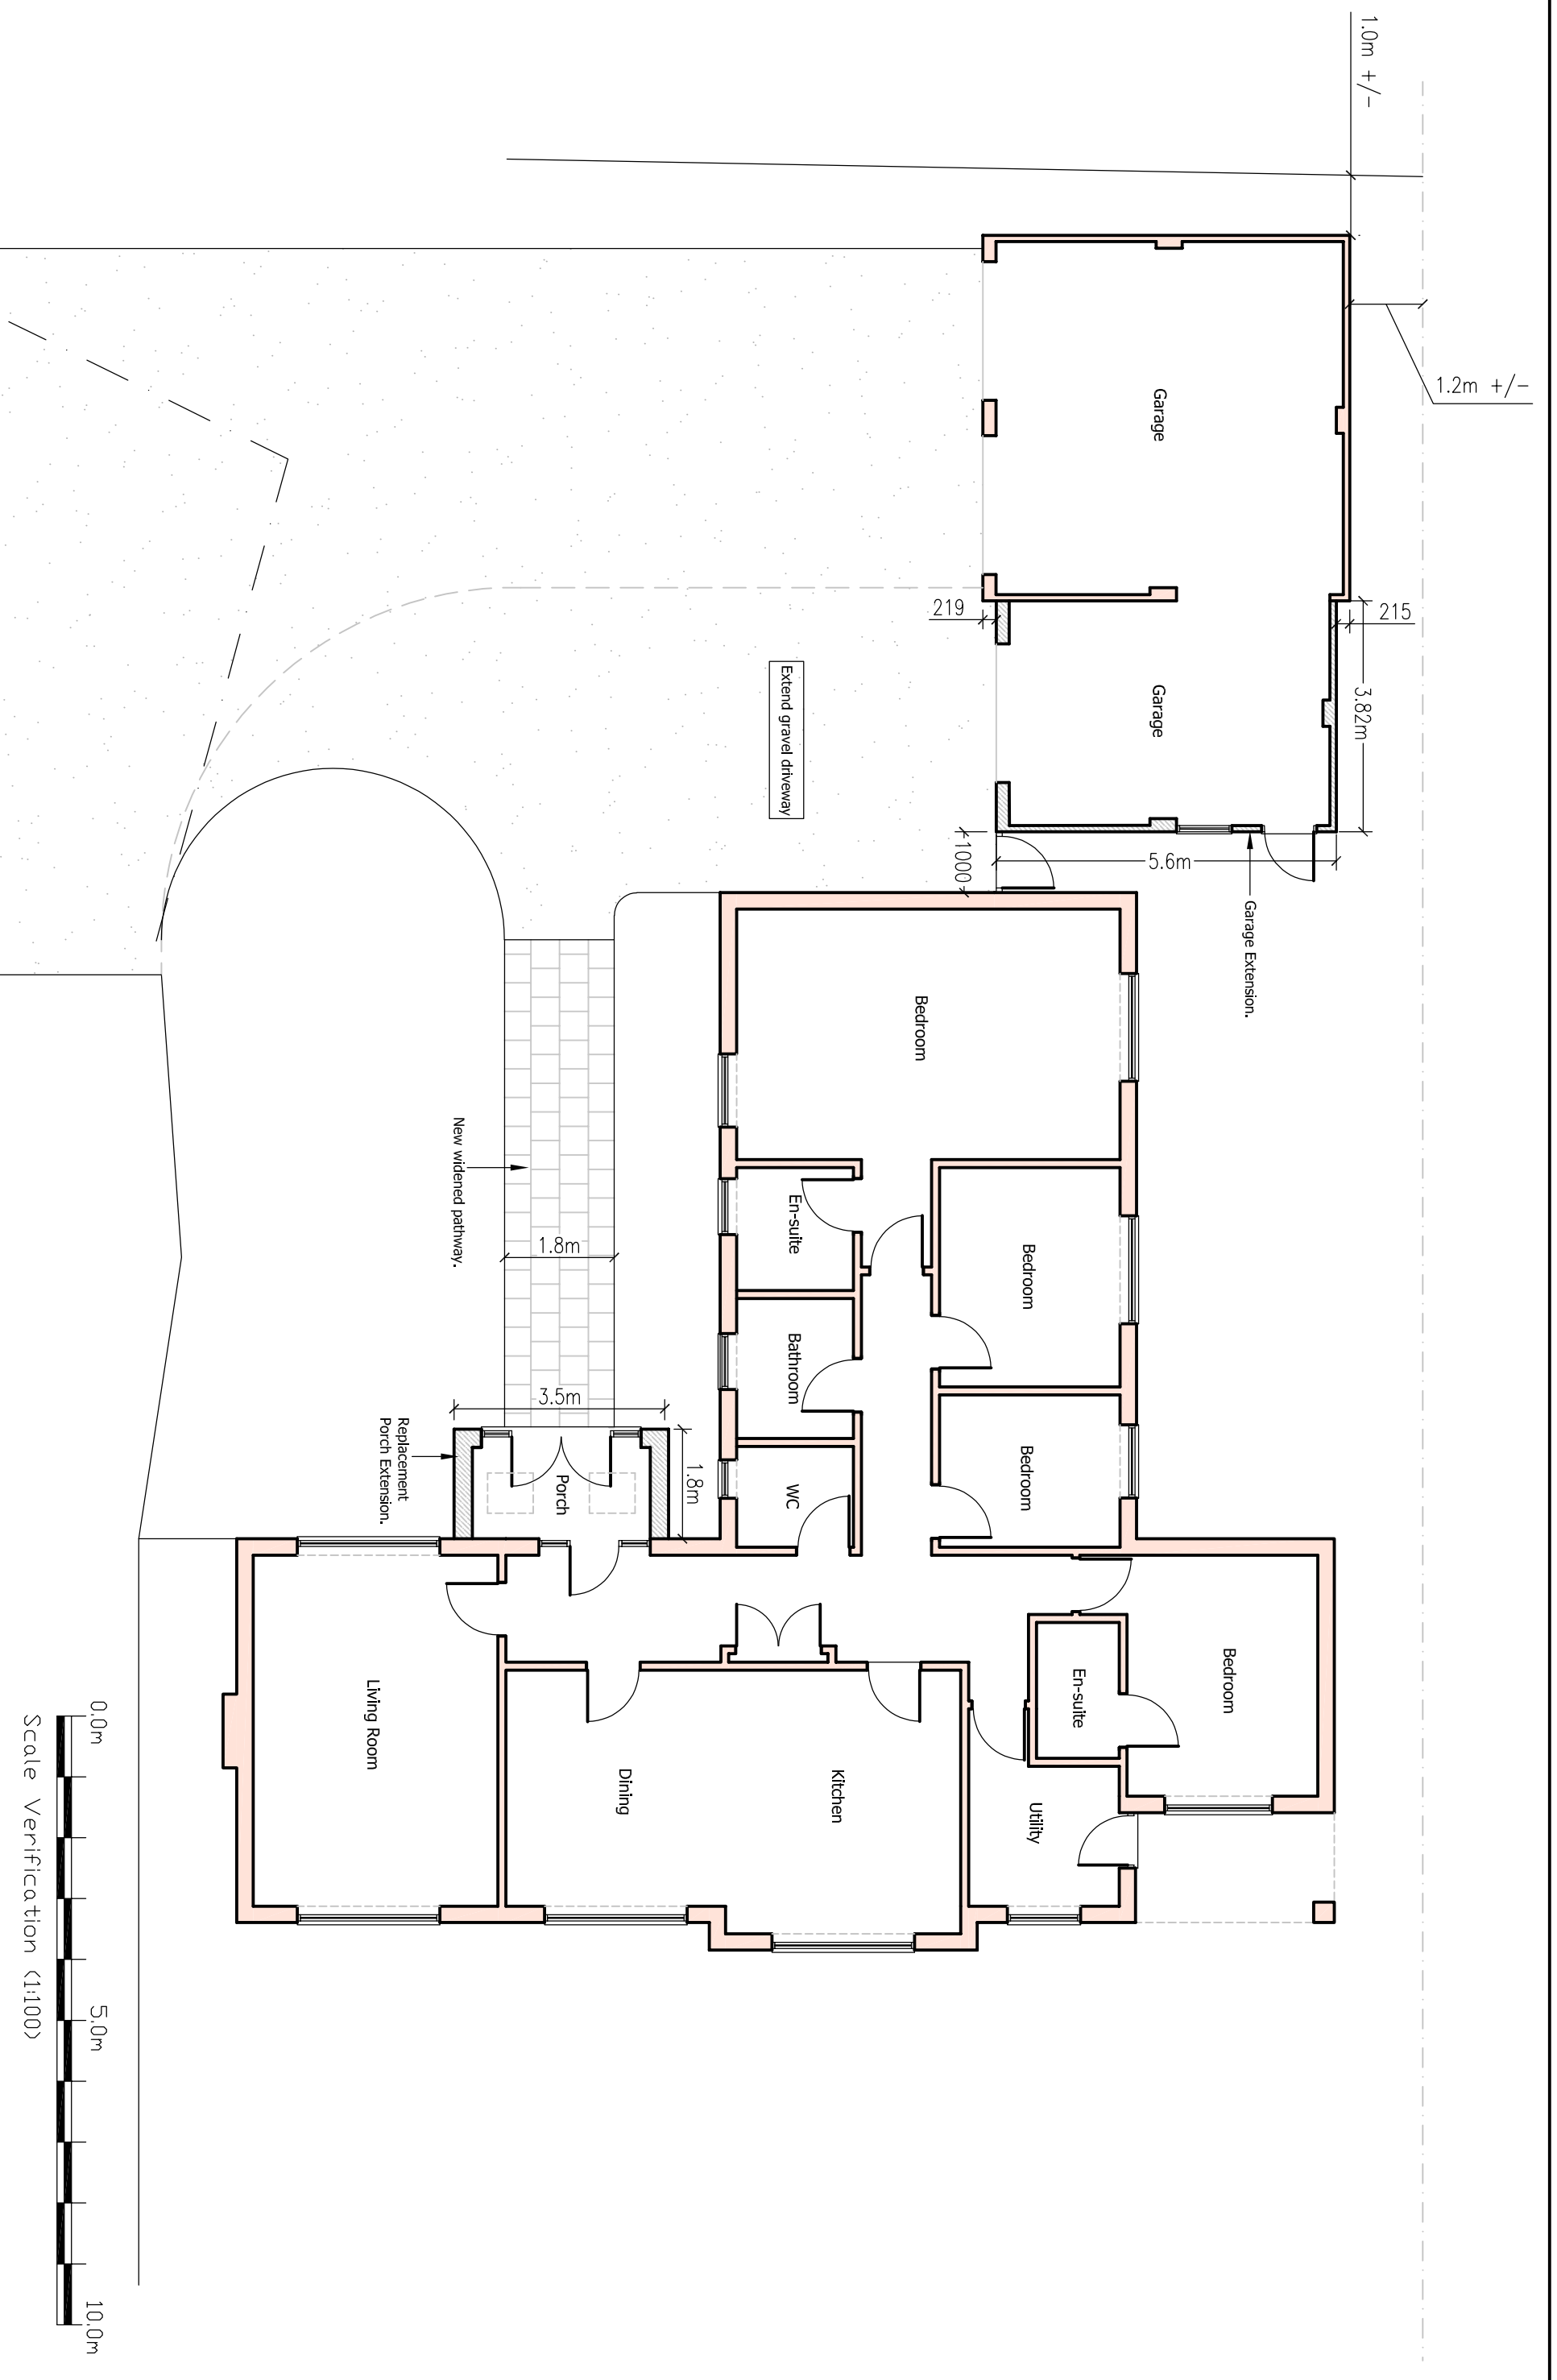 1.0m +/-
1.2m +/-
Garage
219
215
3.82m
Garage
Extend gravel driveway
1000
5.6m
Garage Extension.
Bedroom
New widened pathway.
1.8m
En-suite
Bedroom
Bathroom
3.5m
Replacement
Porch Extension.
1.8m
Porch
WC
Bedroom
Living Room
Bedroom
En-suite
Dining
Kitchen
Utility
0.0m
5.0m
10.0m
Scale Verification (1:100)